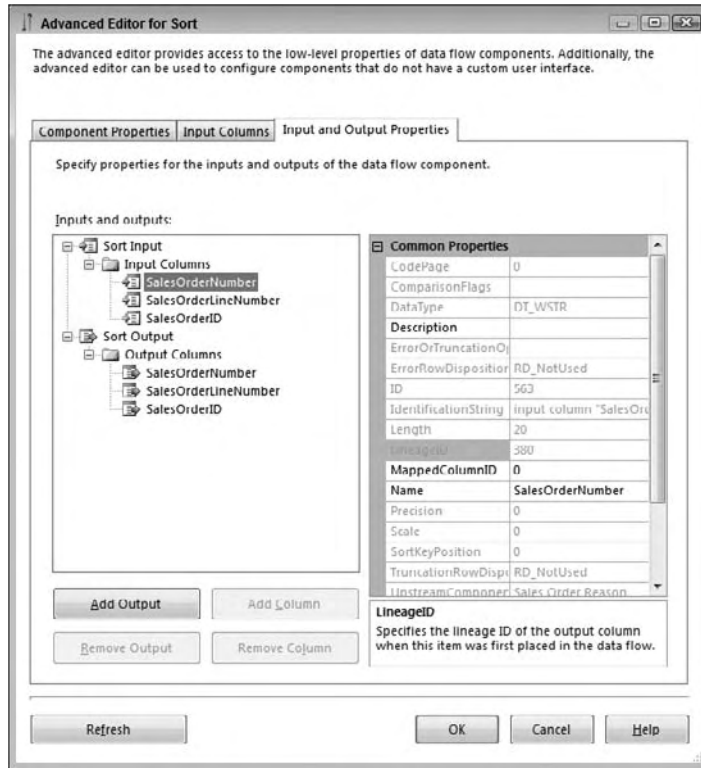 Advanced Editor for Sort
The advanced editor provides access to the low-level properties of data flow components. Additionally, the
advanced editor can be used to configure components that do not have a custom user interface.
Component Properties Input Columns Input and Output Properties
Specify properties for the inputs and outputs of the data flow component.
Inputs and outputs:
Sort Input
Input Columns
SalesOrderNumber
SalesOrderLineNumber
SalesOrderID
Sort Output
Output Columns
SalesOrderNumber
SalesOrderLineNumber
SalesOrderID
Common Properties
CodePage 0
ComparisonFlags
DataType DT_WSTR
Description
ErrorOrTruncationO
ErrorRowDisposition RD_NotUsed
ID 563
IdentificationString input column "SalesOrd
Length 20
LineageID 380
MappedColumnID 0
Name SalesOrderNumber
Precision 0
Scale 0
SortKeyPosition 0
TruncationRowDispo RD_NotUsed
UpstreamComponen Sales Order Reason
LineageID
Specifies the lineage ID of the output column
when this item was first placed in the data flow.
Add Output Add Column
Remove Output Remove Column
Refresh OK Cancel Help